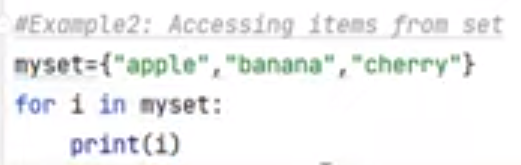 #Example2: Accessing items from set
myset={"apple","banana","cherry"}
for i in myset:
    print(i)